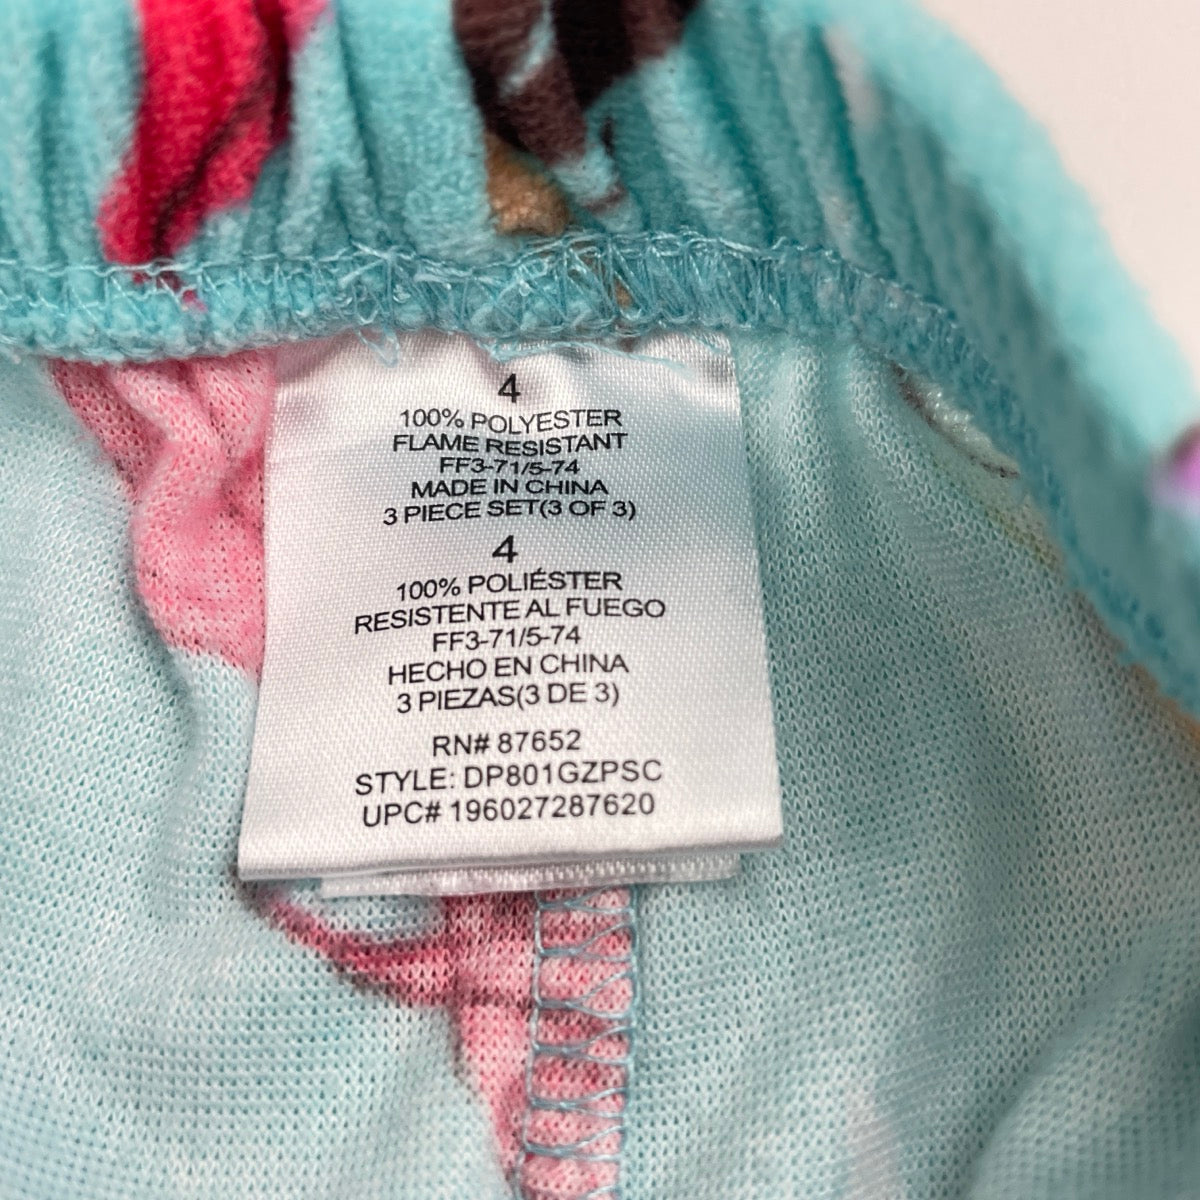 4
100% POLYESTER
FLAME RESISTANT
FF3-71/5-74
MADE IN CHINA
3 PIECE SET(3 OF 3)
4
100% POLIÉSTER
RESISTENTE AL FUEGO
FF3-71/5-74
HECHO EN CHINA
3 PIEZAS(3 DE 3)
RN# 87652
STYLE: DP801GZPSC
UPC# 196027287620